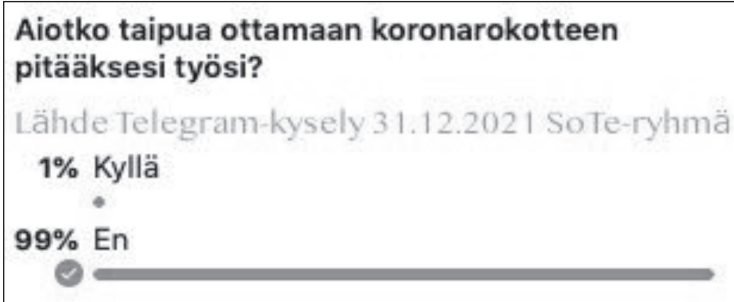 Aiotko taipua ottamaan koronarokotteen
pitääksesi työsi?
Lähde Telegram-kysely 31.12.2021 SoTe-ryhmä
1% Kyllä
99% En